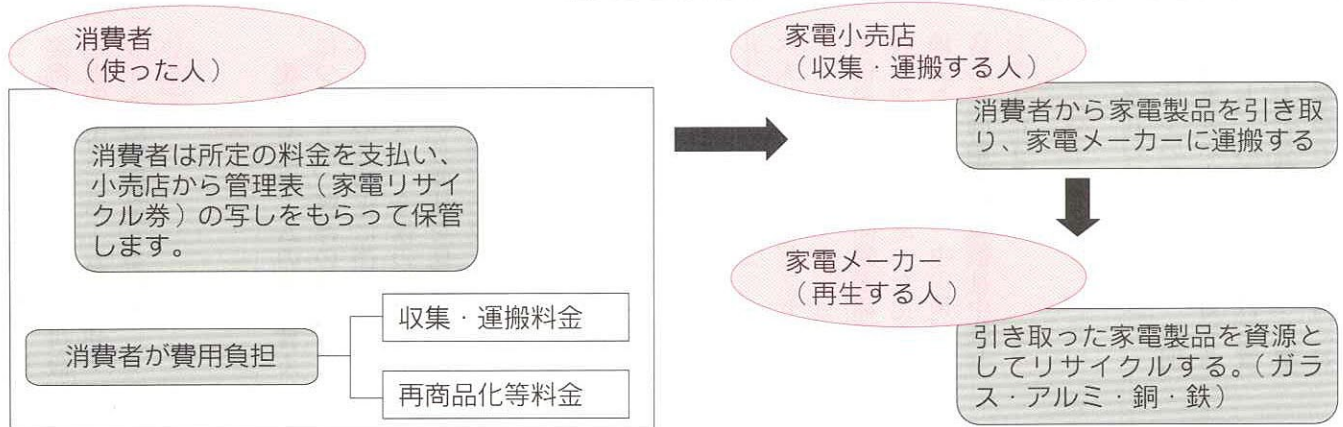 消費者
（使った人）
消費者は所定の料金を支払い、
小売店から管理表（家電リサイ
クル券）の写しをもらって保管
します。
消費者が費用負担
収集・運搬料金
再商品化等料金
家電小売店
（収集・運搬する人）
消費者から家電製品を引き取
り、家電メーカーに運搬する
家電メーカー
（再生する人）
引き取った家電製品を資源と
してリサイクルする。（ガラ
ス・アルミ・銅・鉄）